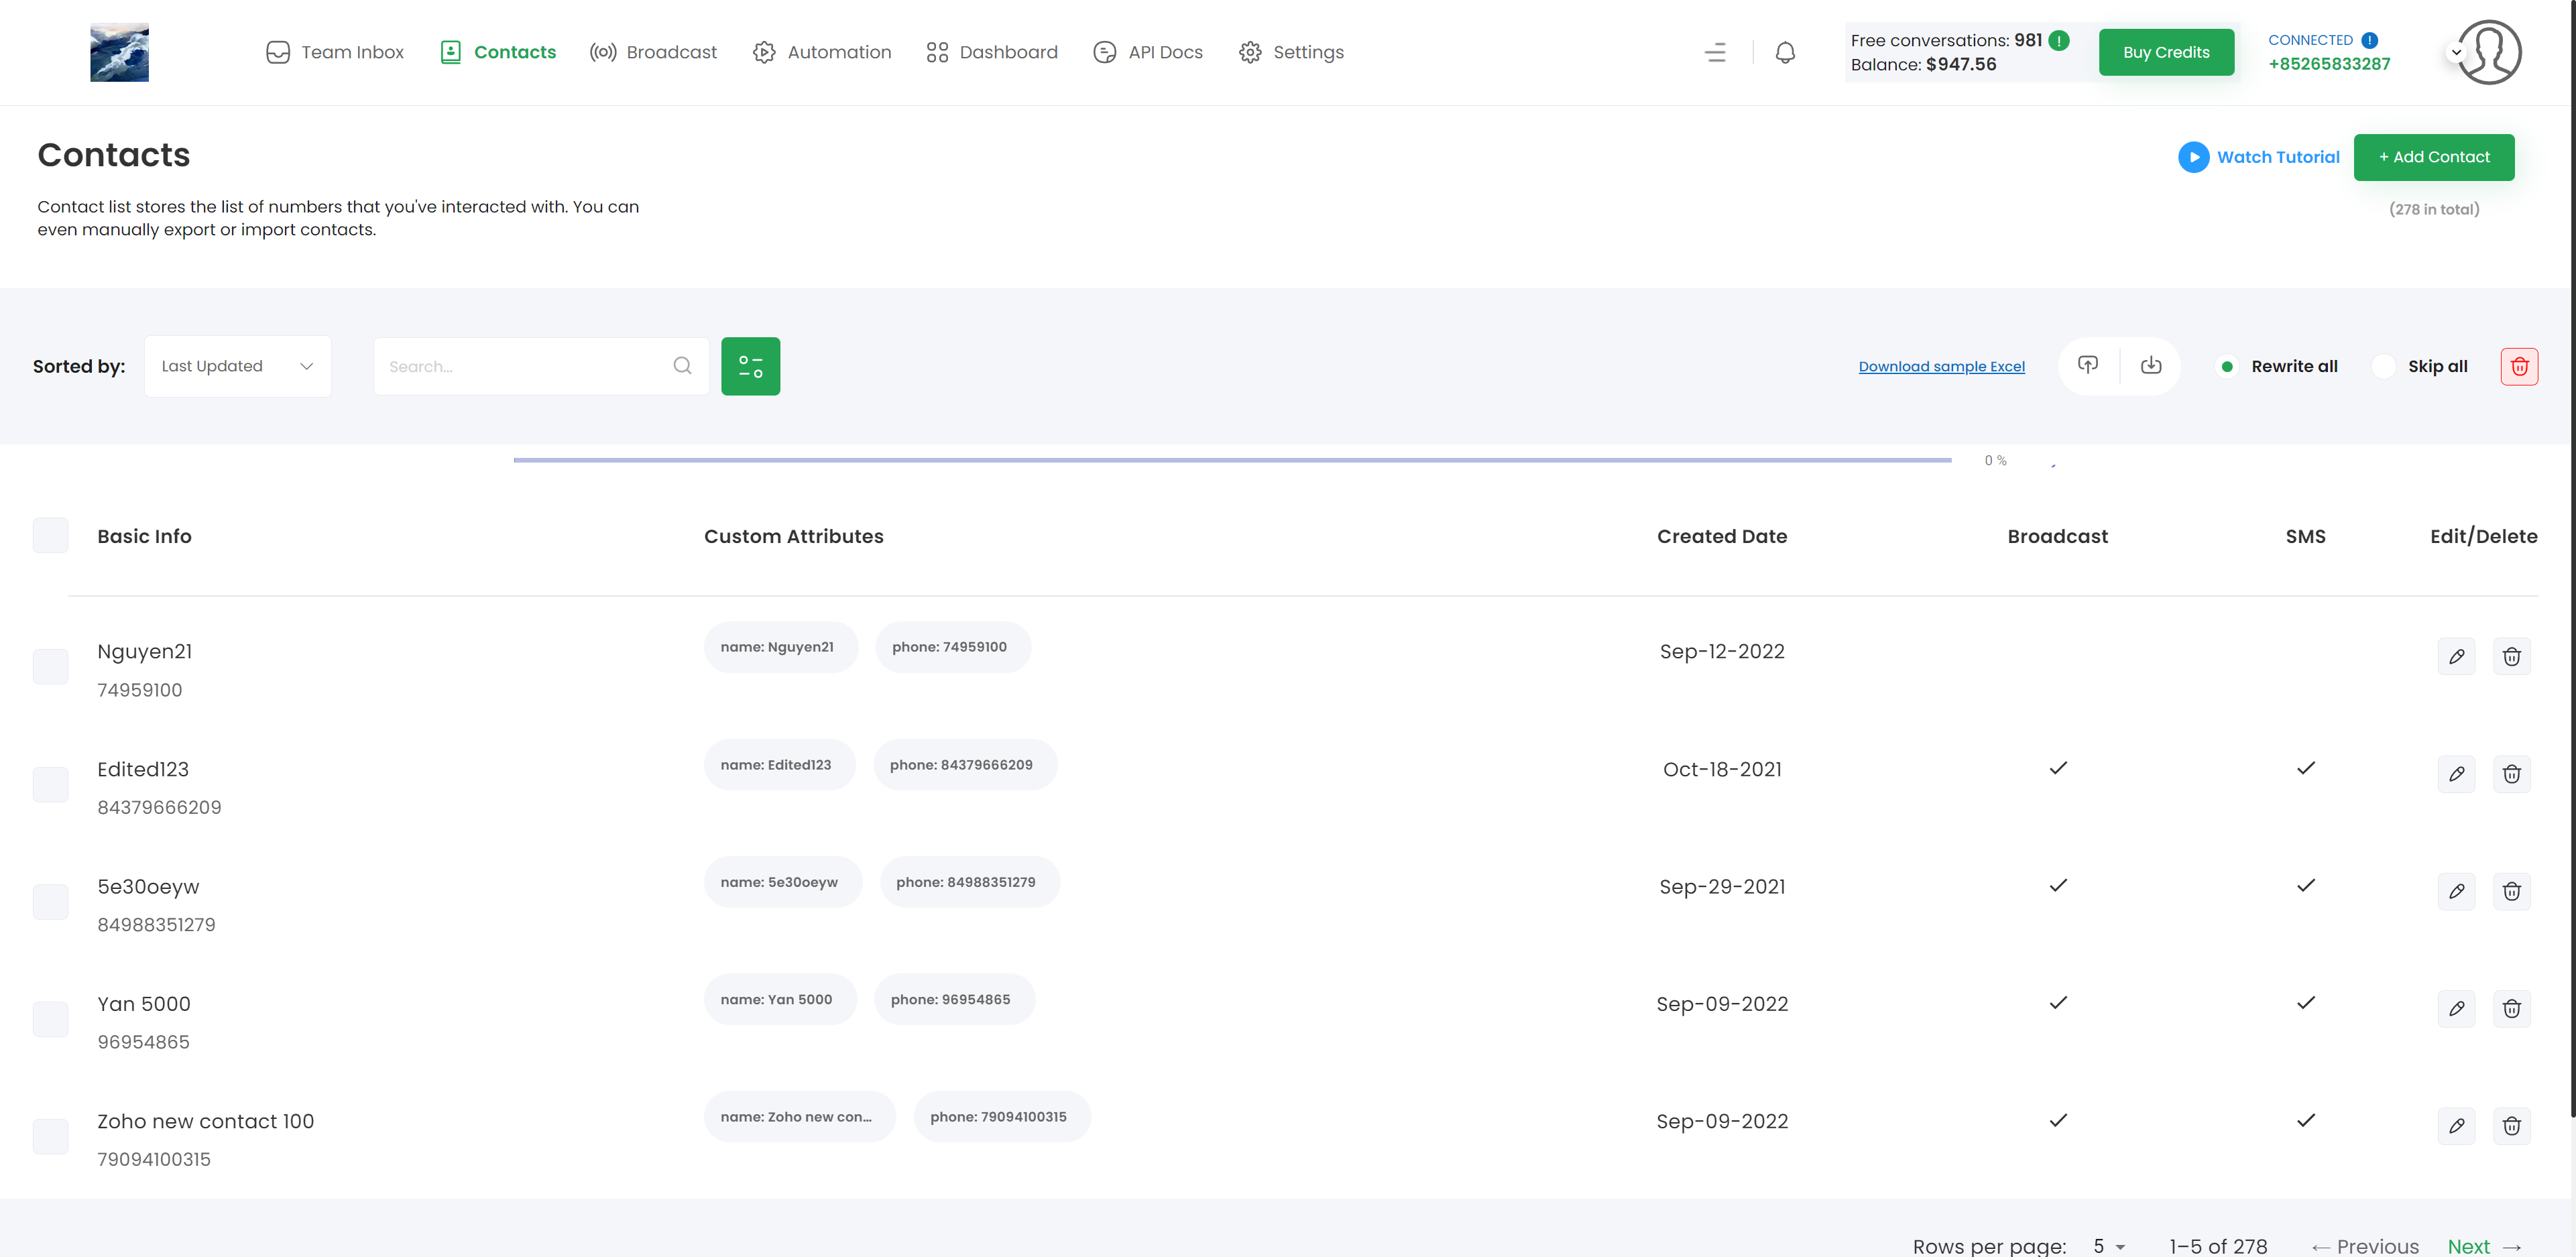 Team Inbox Contacts Broadcast Automation Dashboard API Docs Settings
Free conversations: 981
Balance: $947.56
Buy Credits
CONNECTED
+85265833287
Contacts
Watch Tutorial
+ Add Contact
(278 in total)
Contact list stores the list of numbers that you've interacted with. You can
even manually export or import contacts.
Sorted by: Last Updated Search... Download sample Excel Rewrite all Skip all
0 %
Basic Info Custom Attributes Created Date Broadcast SMS Edit/Delete
Nguyen21 name: Nguyen21 phone: 74959100 Sep-12-2022
74959100
Edited123 name: Edited123 phone: 84379666209 Oct-18-2021
84379666209
5e30oeyw name: 5e30oeyw phone: 84988351279 Sep-29-2021
84988351279
Yan 5000 name: Yan 5000 phone: 96954865 Sep-09-2022
96954865
Zoho new contact 100 name: Zoho new con... phone: 79094100315 Sep-09-2022
79094100315
Rows per page: 5 1–5 of 278 ← Previous Next →